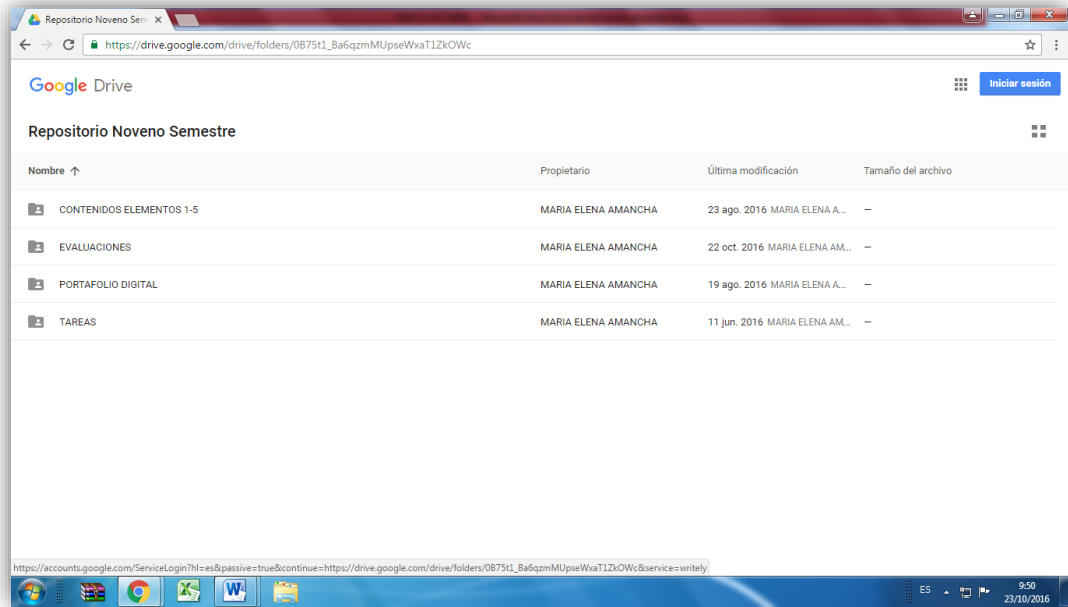 Repositorio Noveno Sem
https://drive.google.com/drive/folders/0B75t1_Ba6qzmMUpseWxaT1ZkOWc
Google Drive
Iniciar sesión
Repositorio Noveno Semestre
Nombre ↑ Propietario Última modificación Tamaño del archivo
CONTENIDOS ELEMENTOS 1-5 MARIA ELENA AMANCHA 23 ago. 2016 MARIA ELENA A... —
EVALUACIONES MARIA ELENA AMANCHA 22 oct. 2016 MARIA ELENA AM... —
PORTAFOLIO DIGITAL MARIA ELENA AMANCHA 19 ago. 2016 MARIA ELENA A... —
TAREAS MARIA ELENA AMANCHA 11 jun. 2016 MARIA ELENA AM... —
https://accounts.google.com/ServiceLogin?hl=es&passive=true&continue=https://drive.google.com/drive/folders/0B75t1_Ba6qzmMUpseWxaT1ZkOWc&service=writely
ES 9:50
23/10/2016